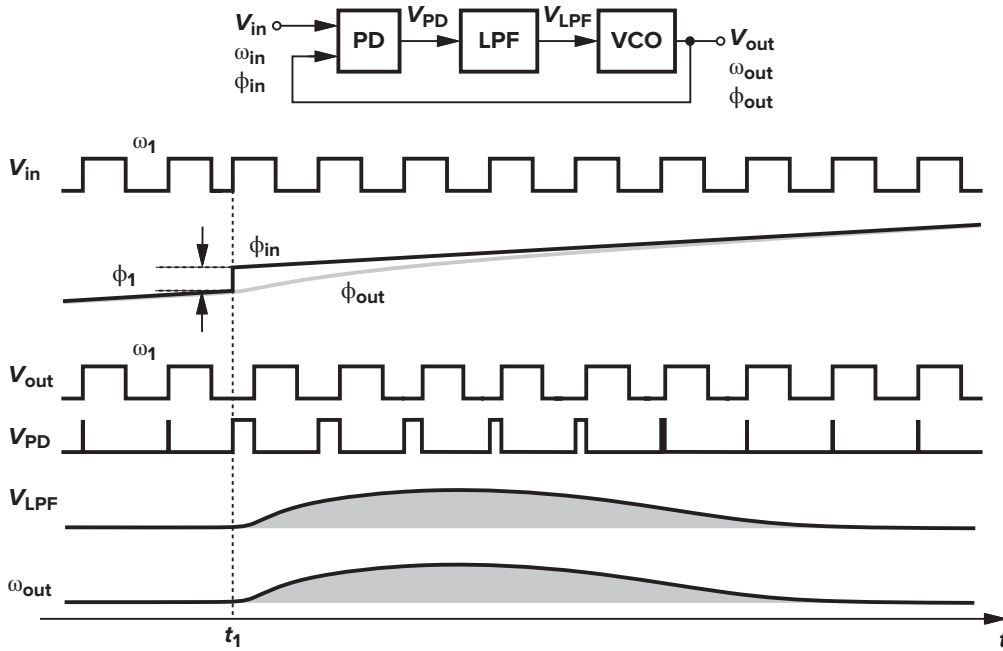 V_PD V_LPF
V_in PD LPF VCO V_out
ω_in ω_out
ϕ_in ϕ_out
ω_1
V_in
ϕ_in
ϕ_1
ϕ_out
ω_1
V_out
V_PD
V_LPF
ω_out
t_1 t